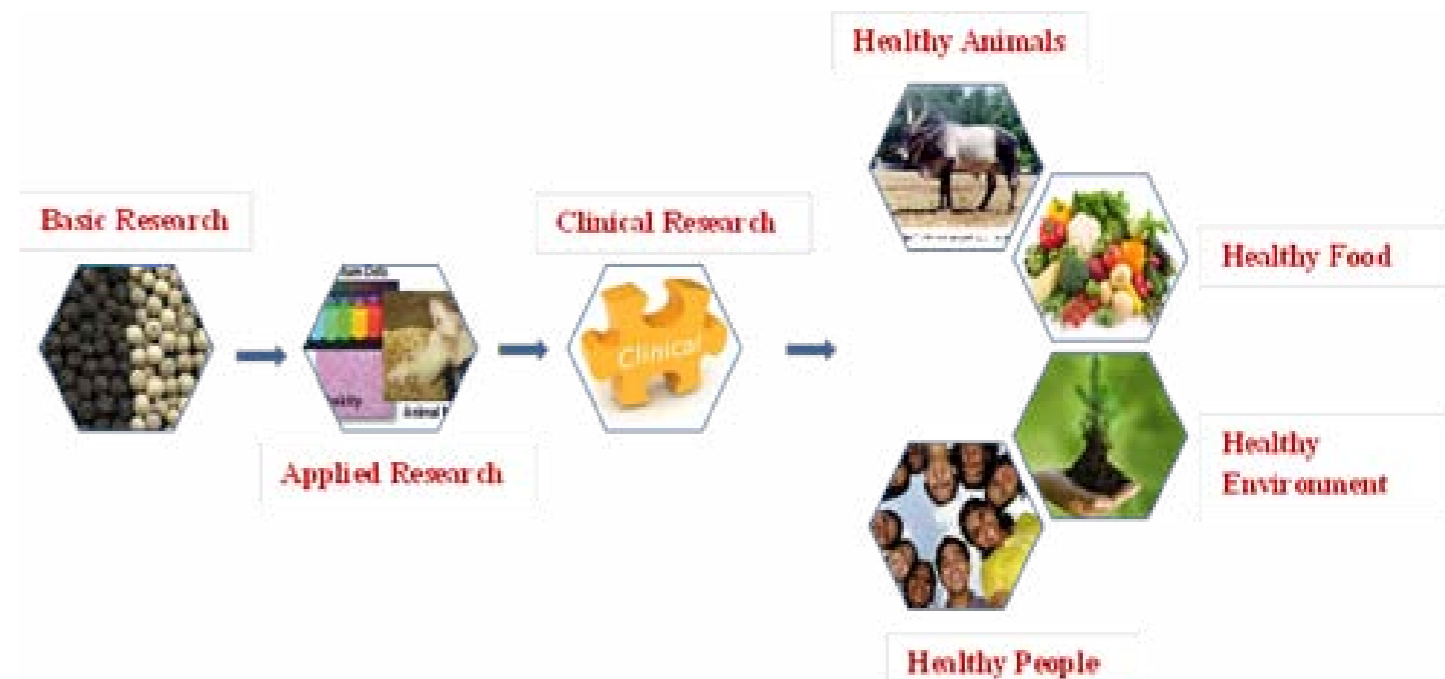 Healthy Animals
Basic Research
Clinical Research
Healthy Food
Clinical
Applied Research
Healthy
Environment
Healthy People